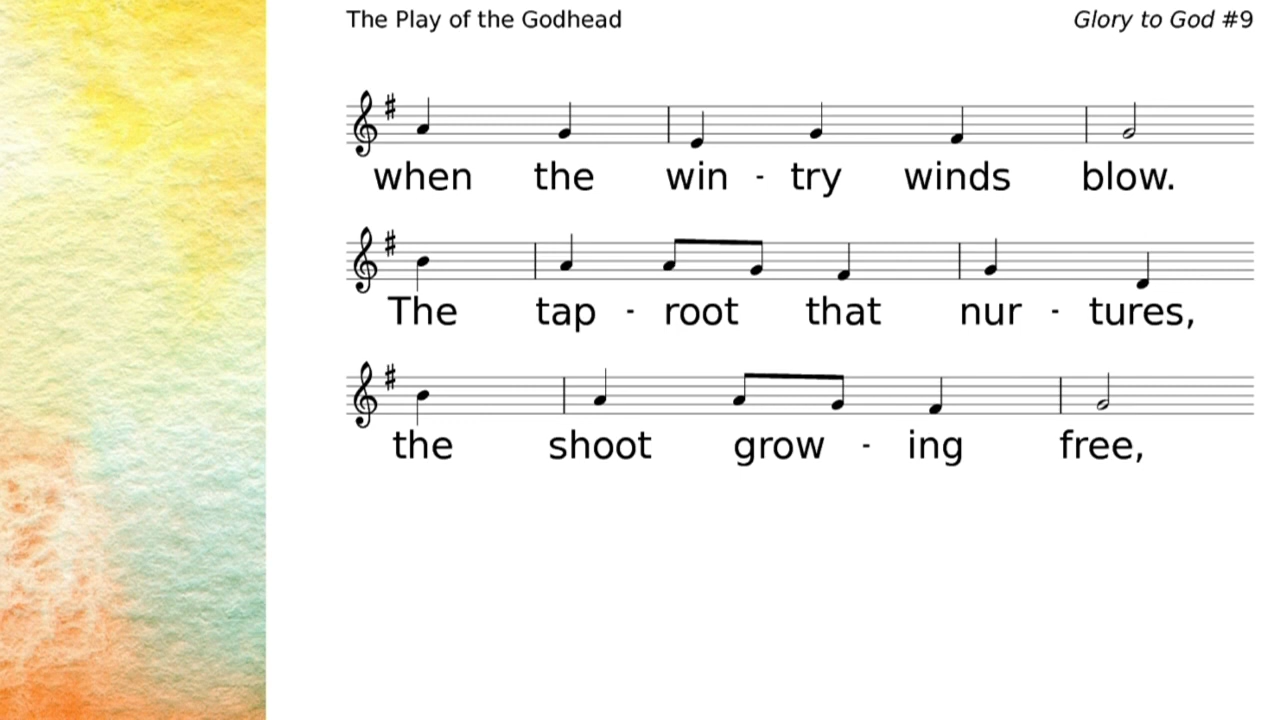 The Play of the Godhead
Glory to God #9
when the win - try winds blow.
The tap - root that nur - tures,
the shoot grow - ing free,